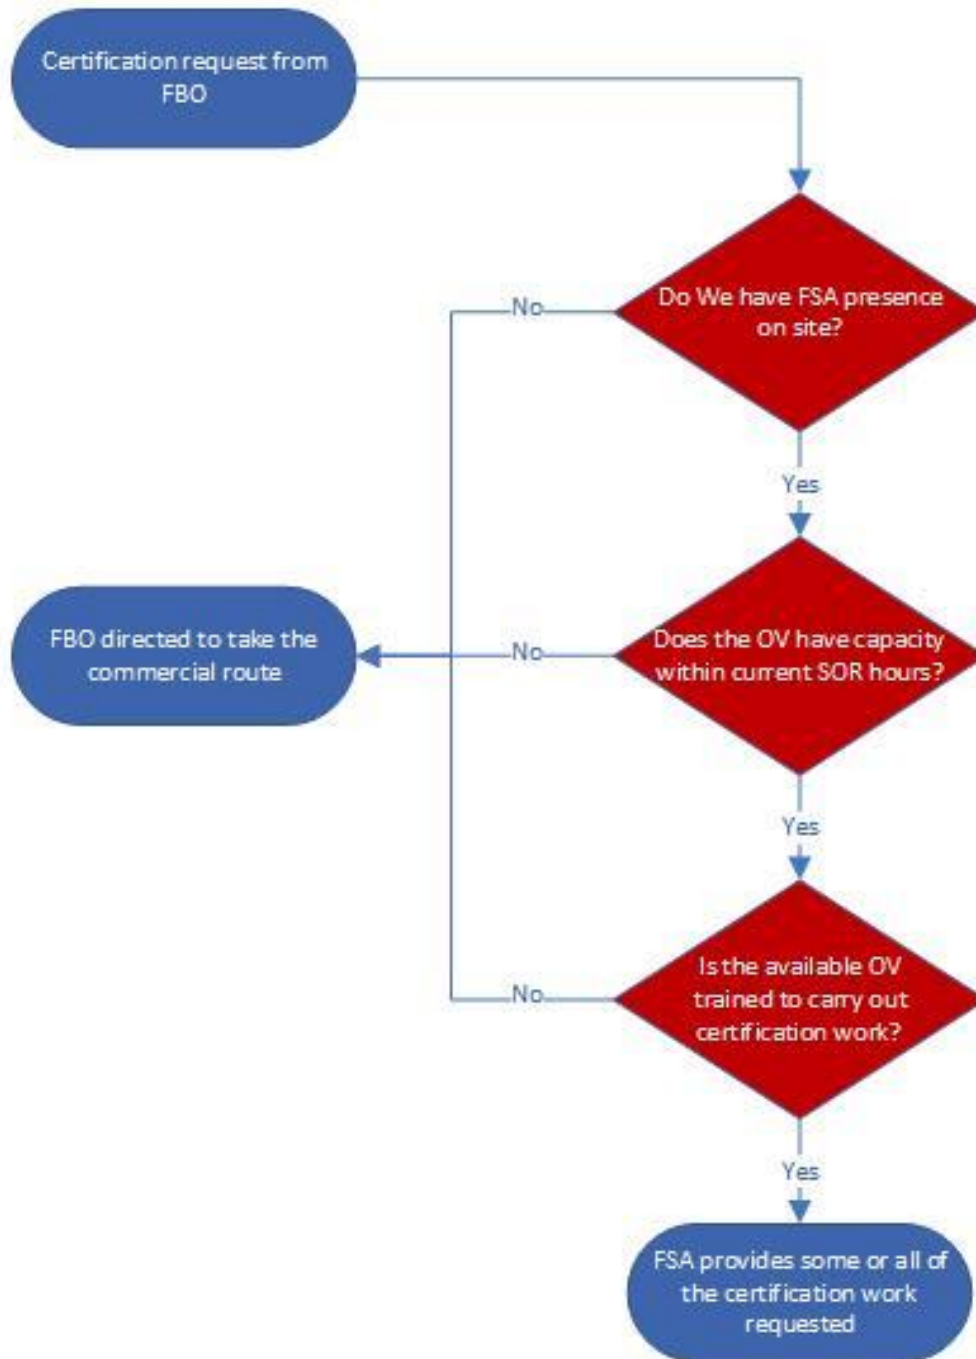 Certification request from
FBO
Do We have FSA presence
on site?
No
Yes
FBO directed to take the
commercial route
No
Does the OV have capacity
within current SOR hours?
Yes
Is the available OV
trained to carry out
certification work?
No
Yes
FSA provides some or all of
the certification work
requested